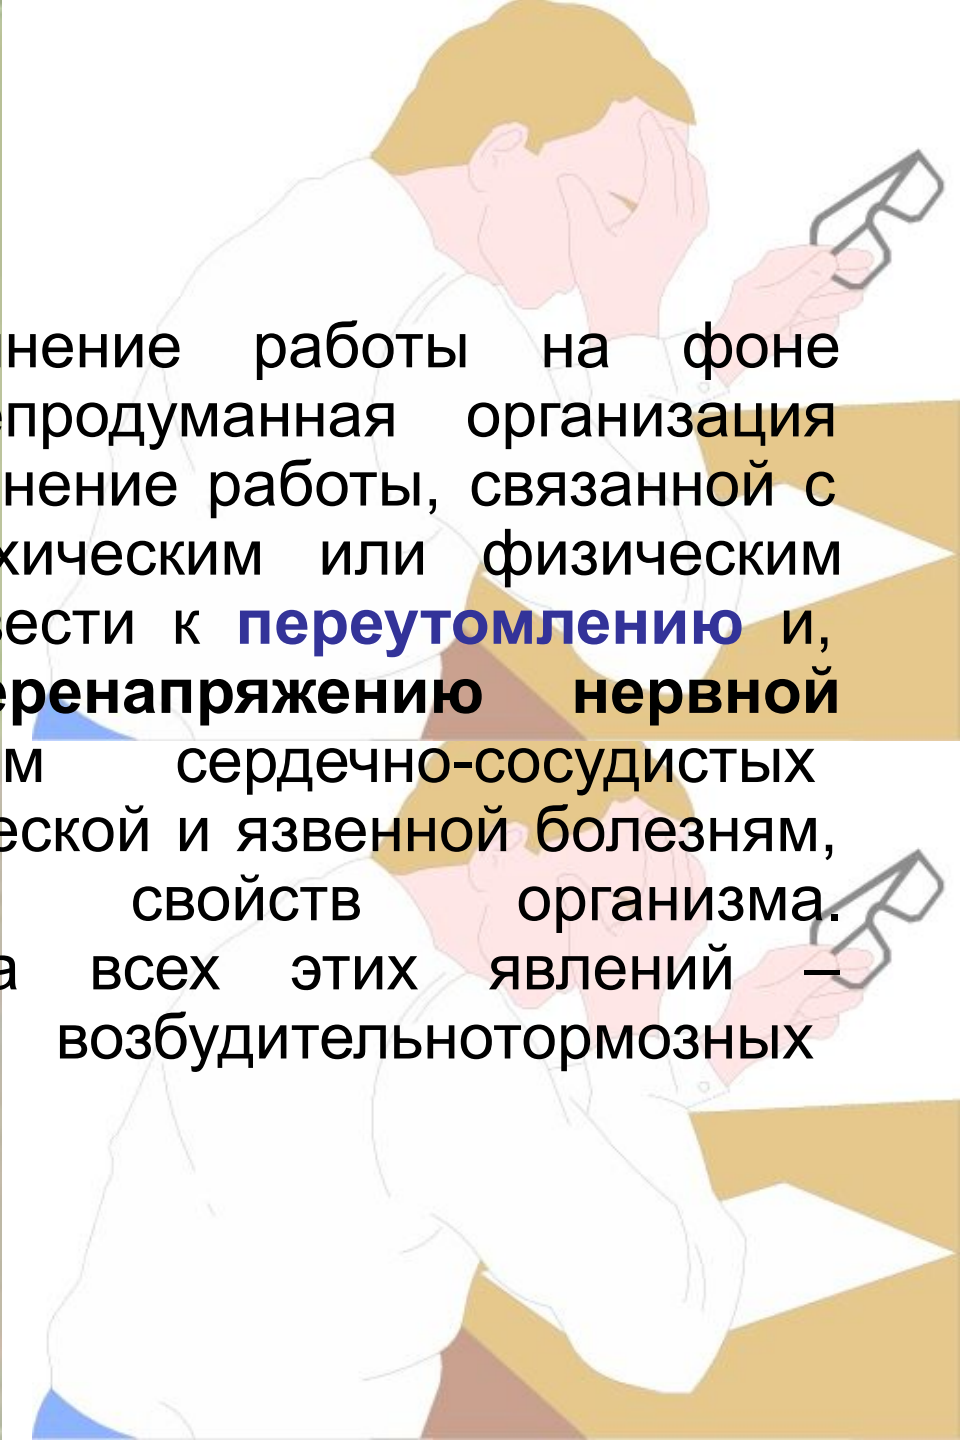 нение работы на фоне
епродуманная организация
нение работы, связанной с
хическим или физическим
вести к переутомлению и,
еренапряжению нервной
м сердечно-сосудистых
еской и язвенной болезням,
свойств организма.
а всех этих явлений –
возбудительнотормозных